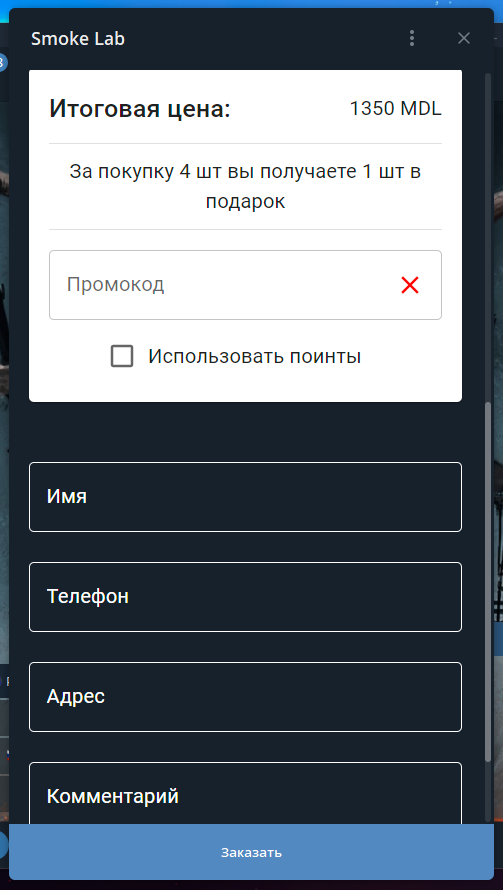 Smoke Lab
Итоговая цена: 1350 MDL
За покупку 4 шт вы получаете 1 шт в
подарок
Промокод
Использовать поинты
Имя
Телефон
Адрес
Комментарий
Заказать